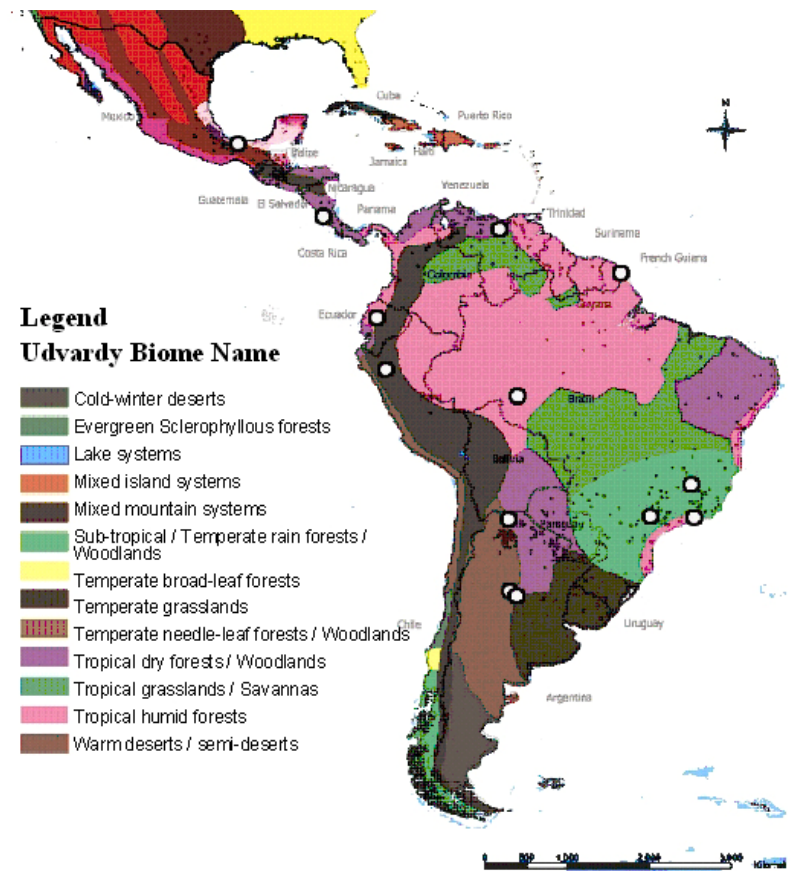 Cuba
Puerto Rico
N
Mexico
Belize
Haiti
Jamaica
Guatemala
El Salvador
Nicaragua
Venezuela
Panama
Trinidad
Costa Rica
Suriname
French Guiana
Colombia
Guyana
Ecuador
Legend
Udvardy Biome Name
Brazil
Cold-winter deserts
Evergreen Sclerophyllous forests
Lake systems
Bolivia
Mixed island systems
Mixed mountain systems
Paraguay
Sub-tropical / Temperate rain forests /
Woodlands
Temperate broad-leaf forests
Temperate grasslands
Chile
Uruguay
Temperate needle-leaf forests / Woodlands
Tropical dry forests / Woodlands
Tropical grasslands / Savannas
Argentina
Tropical humid forests
Warm deserts / semi-deserts
0 500 1,000 2,000 3,000